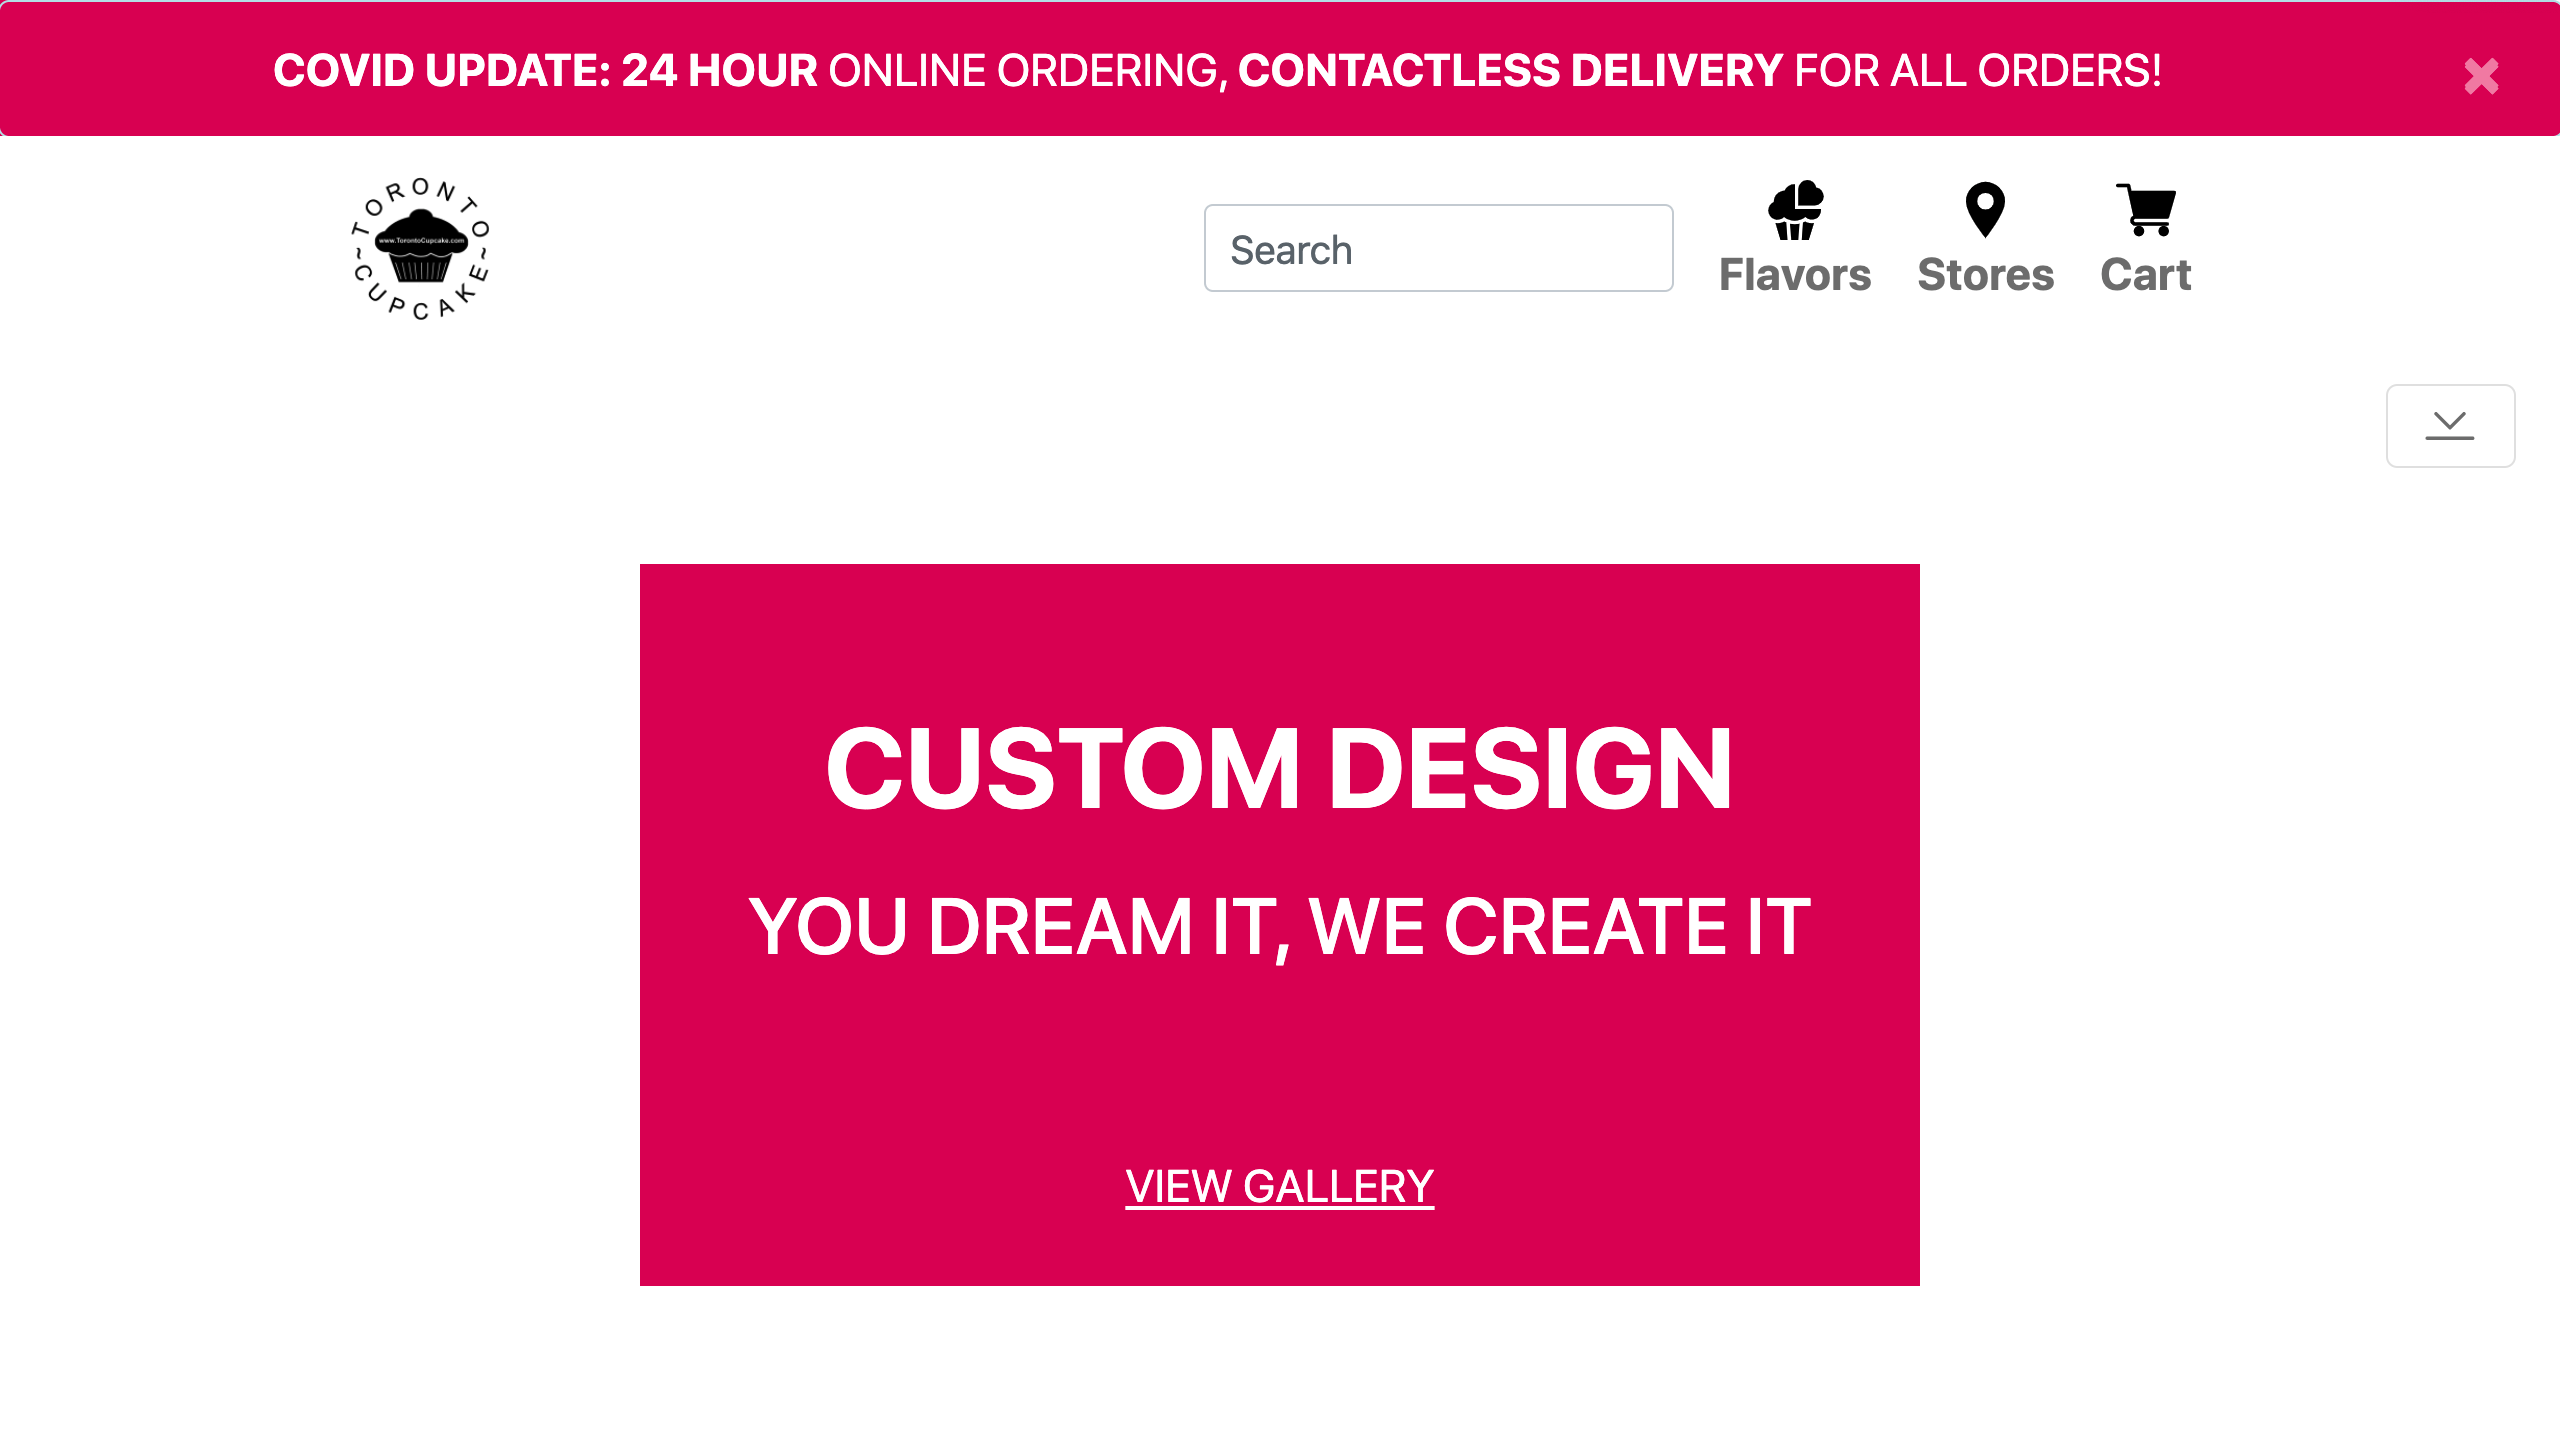 COVID UPDATE: 24 HOUR ONLINE ORDERING, CONTACTLESS DELIVERY FOR ALL ORDERS!
TORONTO
www.TorontoCupcake.com
~CUPCAKE~
Search
Flavors
Stores
Cart
CUSTOM DESIGN
YOU DREAM IT, WE CREATE IT
VIEW GALLERY